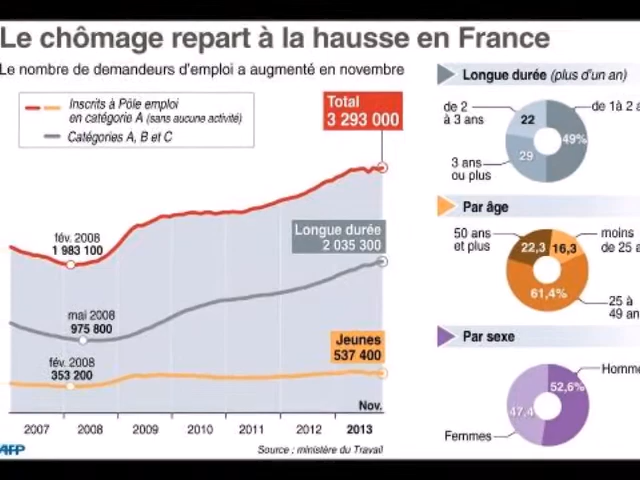 Le chômage repart à la hausse en France
Le nombre de demandeurs d'emploi a augmenté en novembre
Inscrits à Pôle emploi
en catégorie A (sans aucune activité)
Catégories A, B et C
Total
3 293 000
fév. 2008
1 983 100
Longue durée
2 035 300
mai 2008
975 800
Jeunes
537 400
fév. 2008
353 200
Nov.
2007 2008 2009 2010 2011 2012 2013
AFP
Source : ministère du Travail
Longue durée (plus d'un an)
de 2
à 3 ans
22
de 1à 2 a
49%
3 ans
ou plus
29
Par âge
50 ans
et plus
22,3
16,3
moins
de 25 a
61,4%
25 à
49 an
Par sexe
Homme
52,6%
47,4
Femmes